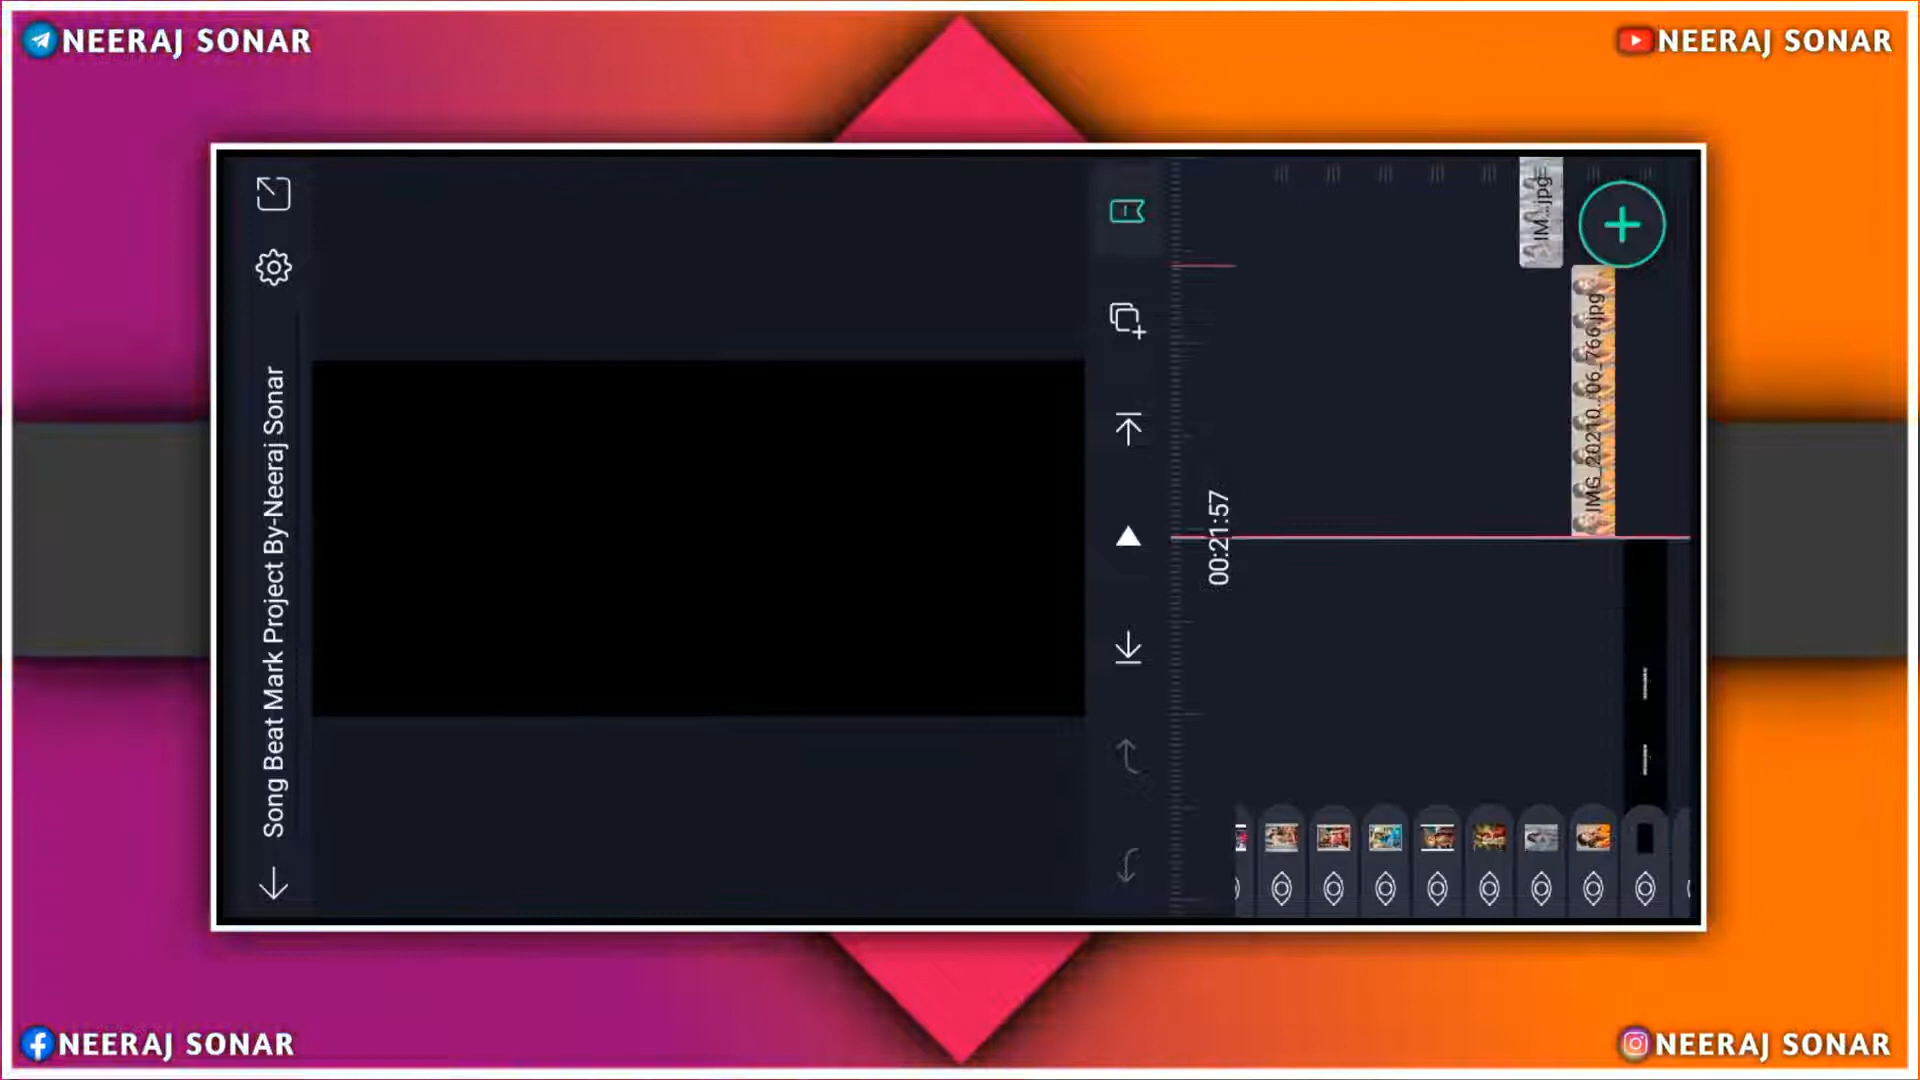 NEERAJ SONAR
NEERAJ SONAR
Song Beat Mark Project By-Neeraj Sonar
00:21:57
IM...jpg
IMG_20210...06_766.jpg
NEERAJ SONAR
NEERAJ SONAR